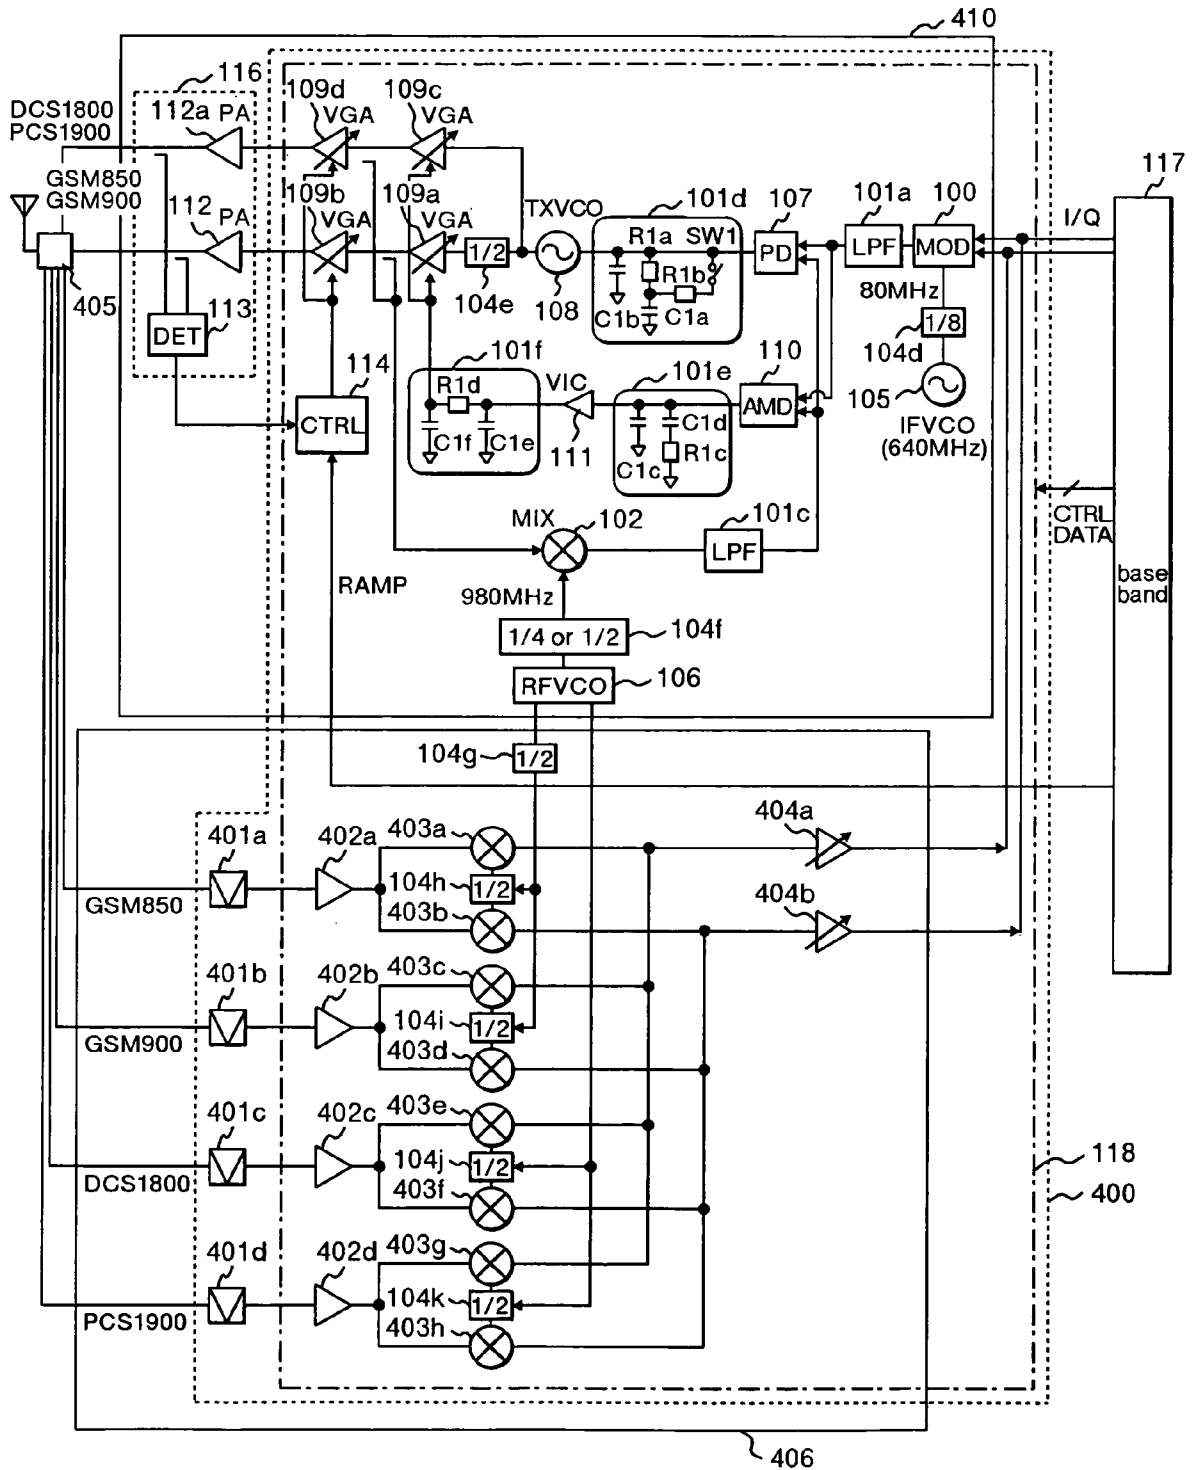 410
116
DCS1800
PCS1900
112a PA
109d
VGA
109c
VGA
117
GSM850
GSM900
112
PA
109b
VGA
109a
VGA
TXVCO
101d
107
101a
100
I/Q
R1a
SW1
R1b
C1b
C1a
1/2
104e
108
PD
LPF
MOD
80MHz
1/8
104d
105
IFVCO
(640MHz)
405
DET
113
114
CTRL
101f
R1d
C1f
C1e
VIC
111
101e
C1d
C1c
R1c
110
AMD
CTRL
DATA
base
band
MIX
102
101c
LPF
RAMP
980MHz
1/4 or 1/2
104f
RFVCO
106
104g
1/2
401a
402a
403a
404a
104h
1/2
GSM850
403b
404b
401b
402b
403c
104i
1/2
GSM900
403d
401c
402c
403e
104j
1/2
118
DCS1800
403f
400
401d
402d
403g
104k
1/2
PCS1900
403h
406